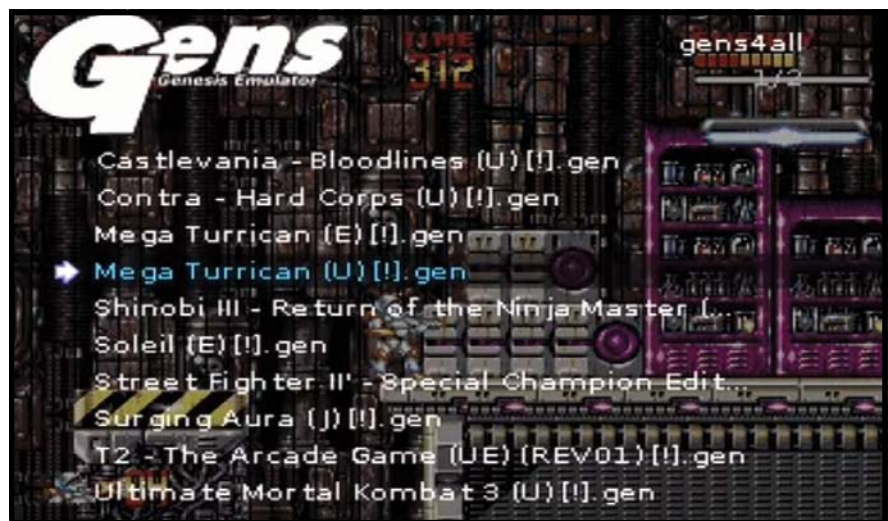 Gens
Genesis Emulator
TIME
312
gens4all
1/2
Castlevania - Bloodlines (U)[!].gen
Contra - Hard Corps (U)[!].gen
Mega Turrican (E)[!].gen
Mega Turrican (U)[!].gen
Shinobi III - Return of the Ninja Master (...
Soleil (E)[!].gen
Street Fighter II' - Special Champion Edit...
Surging Aura (J)[!].gen
T2 - The Arcade Game (UE) (REV01)[!].gen
Ultimate Mortal Kombat 3 (U)[!].gen